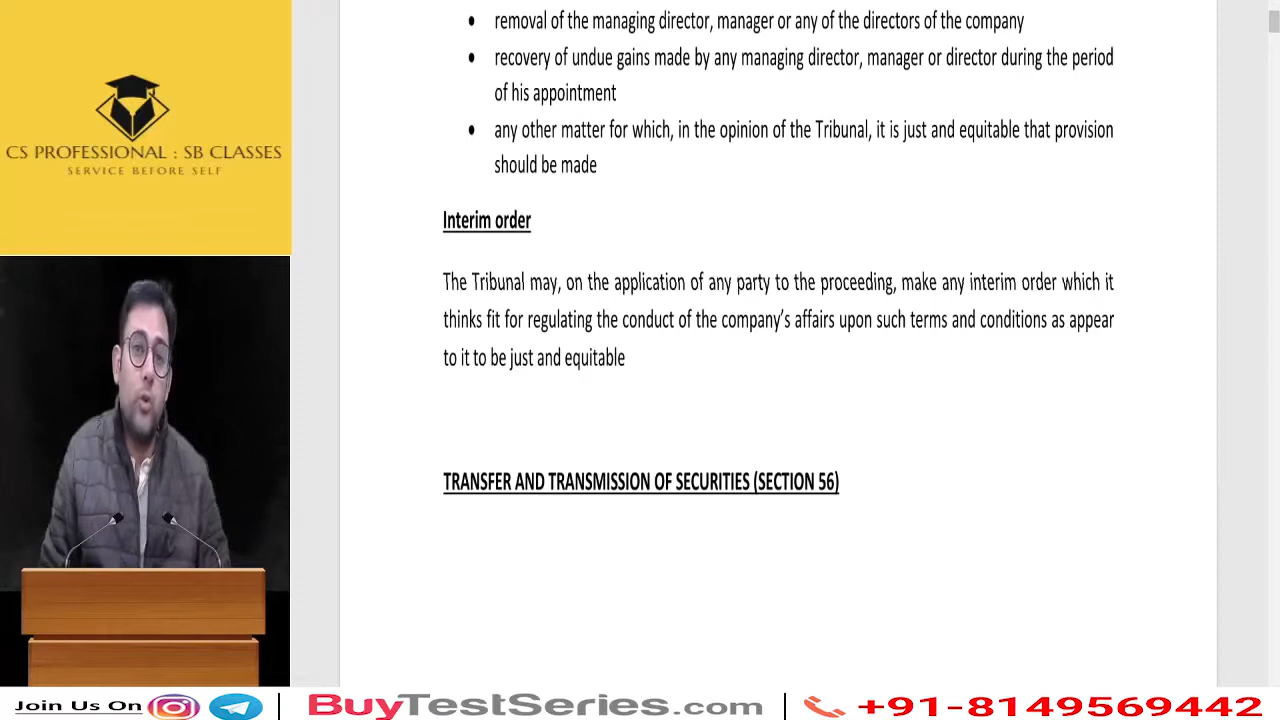 removal of the managing director, manager or any of the directors of the company
recovery of undue gains made by any managing director, manager or director during the period
of his appointment
any other matter for which, in the opinion of the Tribunal, it is just and equitable that provision
should be made
Interim order
The Tribunal may, on the application of any party to the proceeding, make any interim order which it
thinks fit for regulating the conduct of the company's affairs upon such terms and conditions as appear
to it to be just and equitable
TRANSFER AND TRANSMISSION OF SECURITIES (SECTION 56)
CS PROFESSIONAL : SB CLASSES
SERVICE BEFORE SELF
Join Us On
BuyTestSeries.com
+91-8149569442